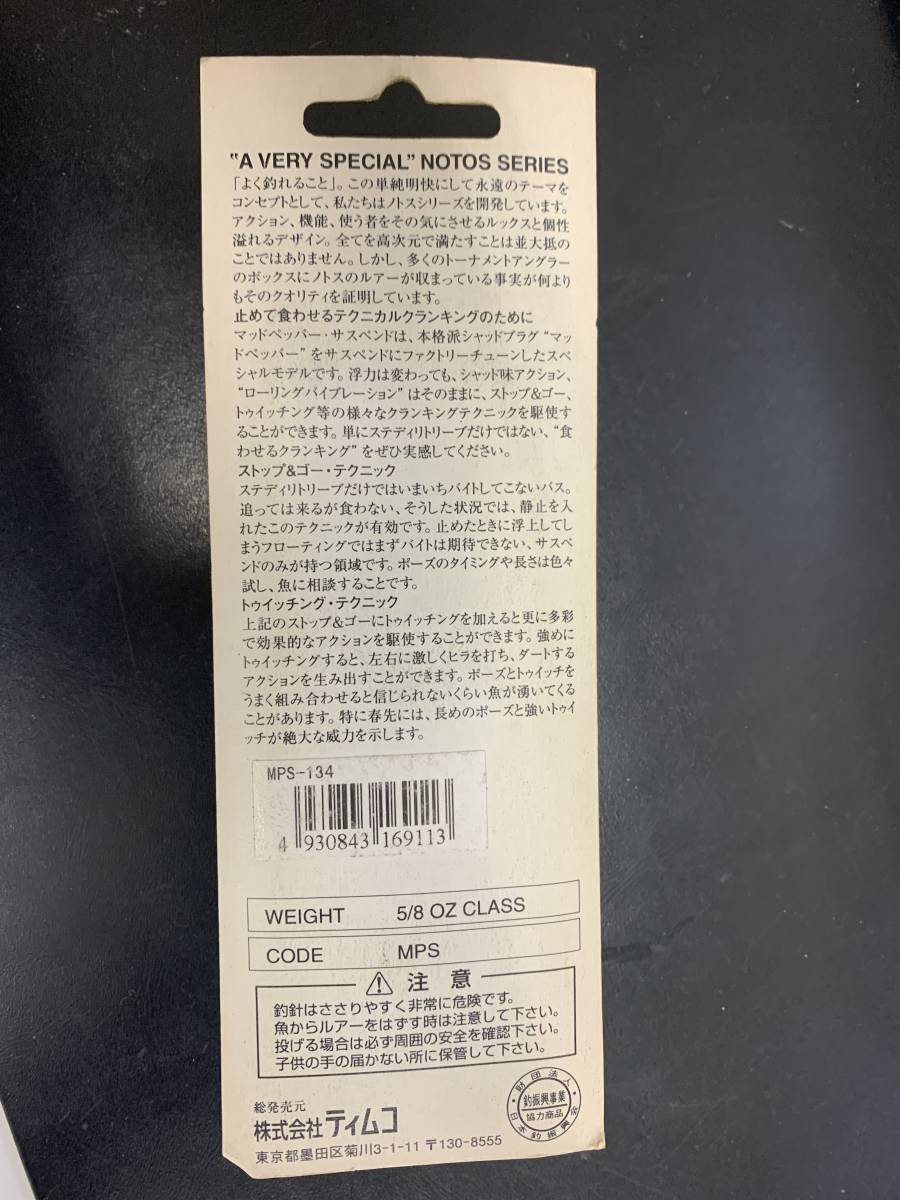 "A VERY SPECIAL" NOTOS SERIES
「よく釣れること」。この単純明快にして永遠のテーマを
コンセプトとして、私たちはノトスシリーズを開発しています。
アクション、機能、使う者をその気にさせるルックスと個性
溢れるデザイン。全てを高次元で満たすことは並大抵の
ことではありません。しかし、多くのトーナメントアングラー
のボックスにノトスのルアーが収まっている事実が何より
もそのクオリティを証明しています。
止めて食わせるテクニカルクランキングのために
マッドペッパー・サスペンドは、本格派シャッドプラグ“マッ
ドペッパー”をサスペンドにファクトリーチューンしたスペ
シャルモデルです。浮力は変わっても、シャッド味アクション、
“ローリングバイブレーション”はそのままに、ストップ&ゴー、
トゥイッチング等の様々なクランキングテクニックを駆使す
ることができます。単にステディリトリーブだけではない、“食
わせるクランキング”をぜひ実感してください。
ストップ&ゴー・テクニック
ステディリトリーブだけではいまいちバイトしてこないバス。
追っては来るが食わない、そうした状況では、静止を入
れたこのテクニックが有効です。止めたときに浮上してし
まうフローティングではまずバイトは期待できない、サスペ
ンドのみが持つ領域です。ポーズのタイミングや長さは色々
試し、魚に相談することです。
トゥイッチング・テクニック
上記のストップ&ゴーにトゥイッチングを加えると更に多彩
で効果的なアクションを駆使することができます。強めに
トゥイッチングすると、左右に激しくヒラを打ち、ダートする
アクションを生み出すことができます。ポーズとトゥイッチを
うまく組み合わせると信じられないくらい魚が湧いてくる
ことがあります。特に春先には、長めのポーズと強いトゥイ
ッチが絶大な威力を示します。
MPS-134
4 930843 169113
WEIGHT 5/8 OZ CLASS
CODE MPS
注意
釣針はささりやすく非常に危険です。
魚からルアーをはずす時は注意して下さい。
投げる場合は必ず周囲の安全を確認下さい。
子供の手の届かない所に保管して下さい。
総発売元
株式会社ティムコ
東京都墨田区菊川3-1-11 〒130-8555
財団法人
釣振興事業
協力商品
日本釣振興会